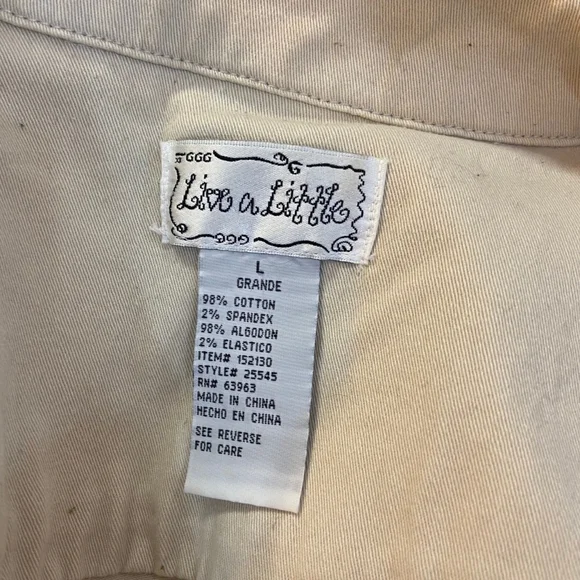 Live a Little
L
GRANDE
98% COTTON
2% SPANDEX
98% ALGODON
2% ELASTICO
ITEM# 152130
STYLE# 25545
RN# 63963
MADE IN CHINA
HECHO EN CHINA
SEE REVERSE
FOR CARE